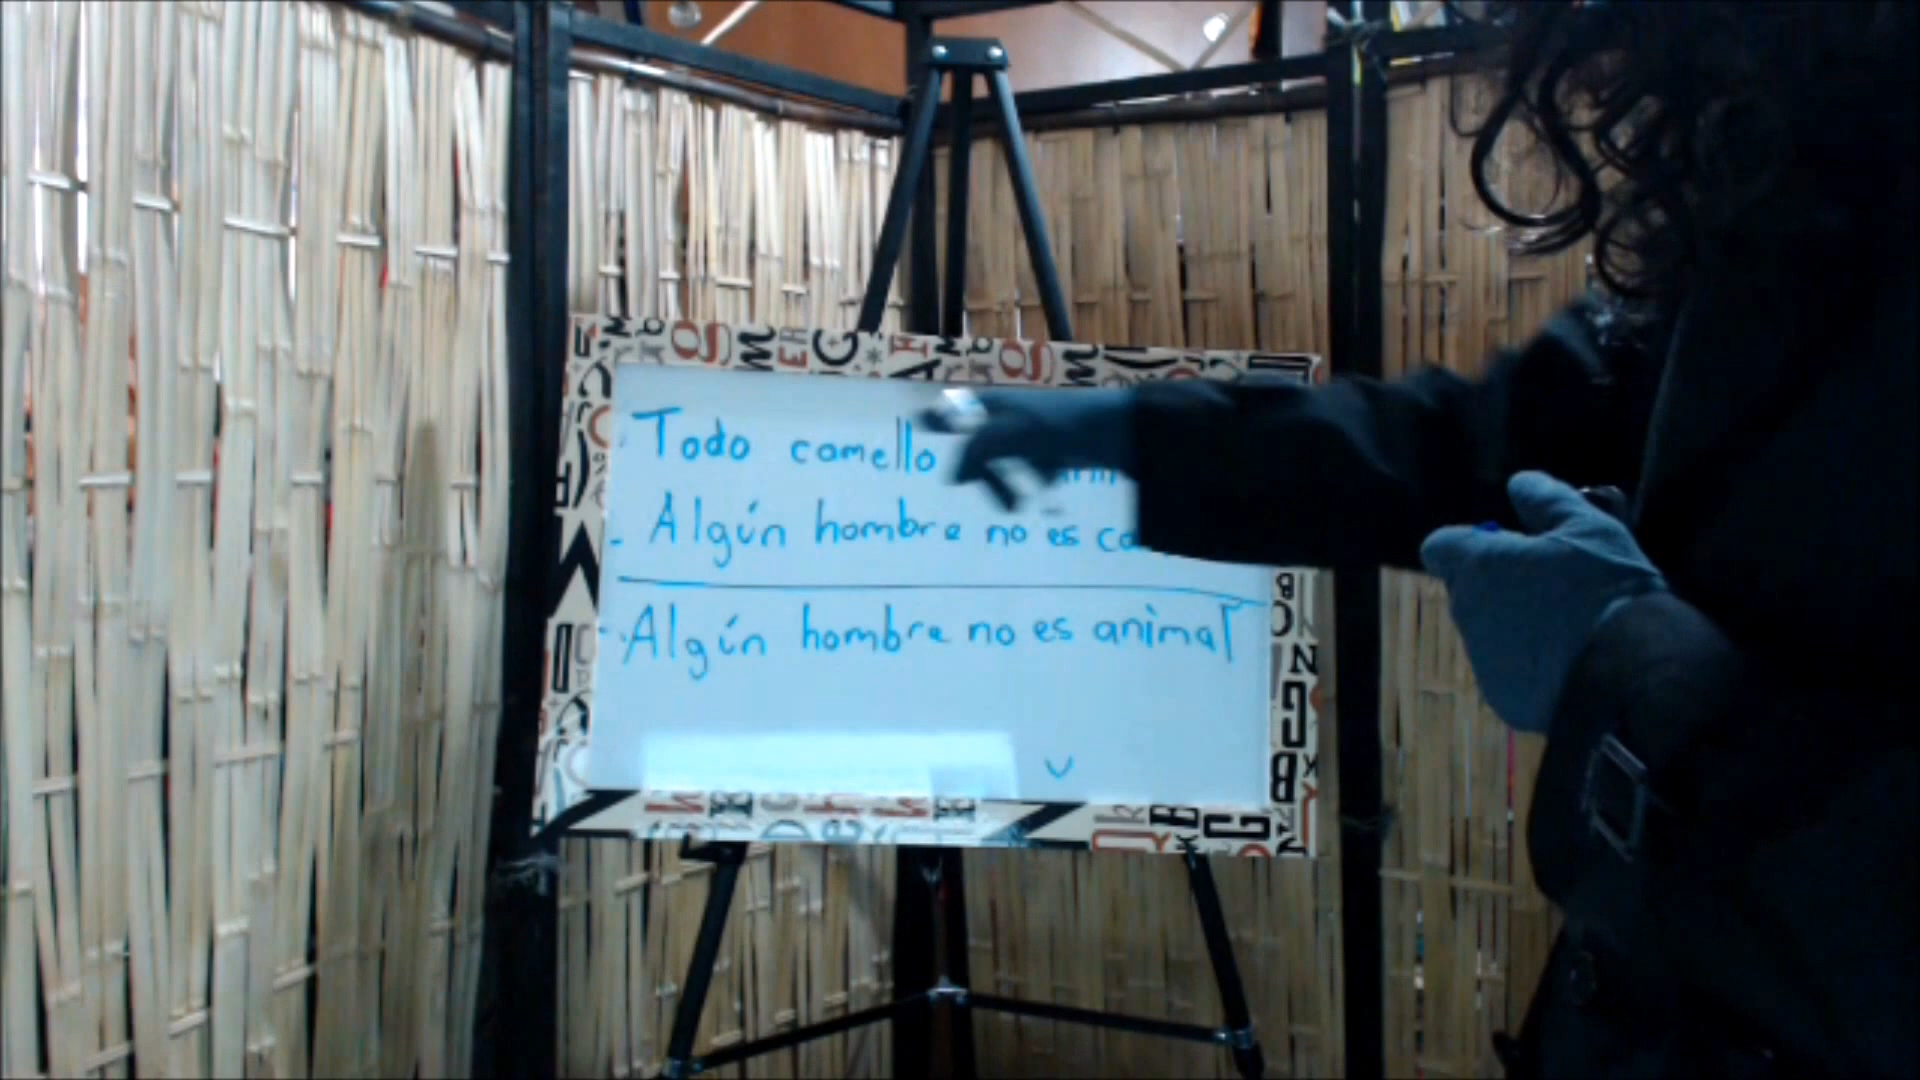 Todo camello
- Algún hombre no es
- Algún hombre no es animal